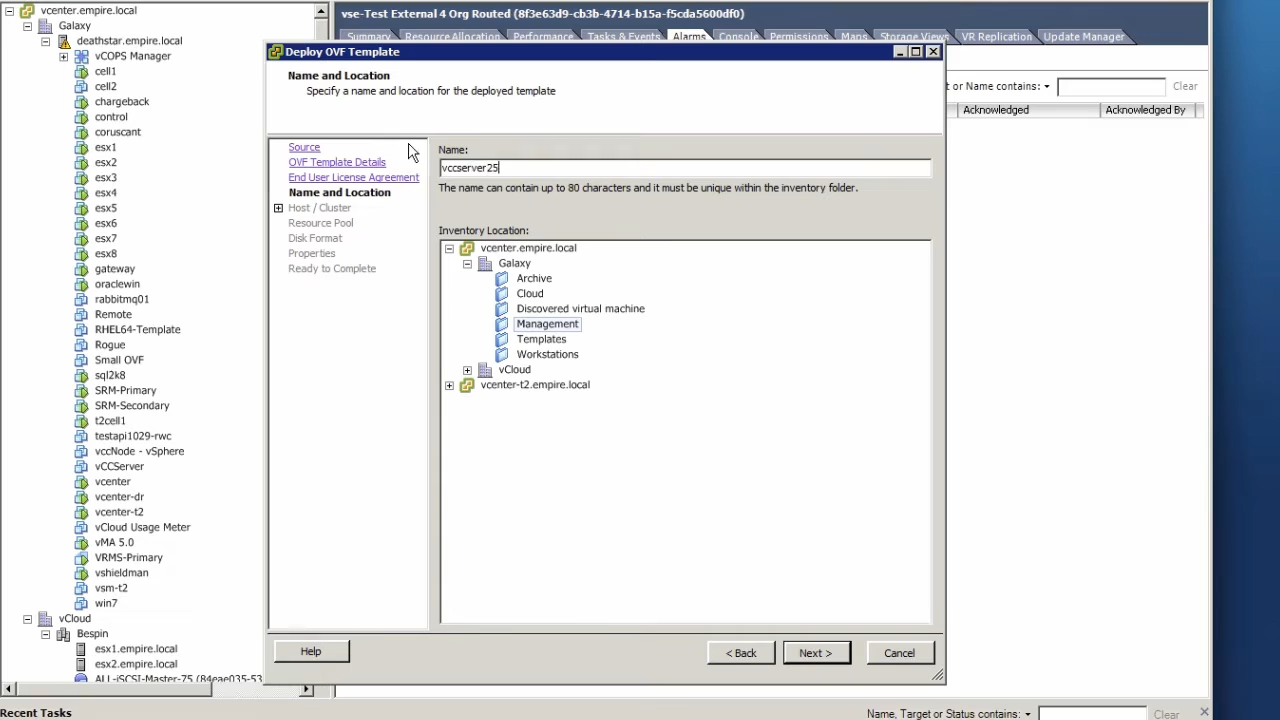 vcenter.empire.local
Galaxy
deathstar.empire.local
vCOPS Manager
cell1
cell2
chargeback
control
coruscant
esx1
esx2
esx3
esx4
esx5
esx6
esx7
esx8
gateway
oraclewin
rabbitmq01
Remote
RHEL64-Template
Rogue
Small OVF
sql2k8
SRM-Primary
SRM-Secondary
t2cell1
testapi1029-rwc
vccNode - vSphere
vCCServer
vcenter
vcenter-dr
vcenter-t2
vCloud Usage Meter
vMA 5.0
VRMS-Primary
vshieldman
vsm-t2
win7
vCloud
Bespin
esx1.empire.local
esx2.empire.local
ALL-iSCSI-Master-75 (84eae035-53
vse-Test External 4 Org Routed (8f3e63d9-cb3b-4714-b15a-f5cda5600df0)
Summary Resource Allocation Performance Tasks & Events Alarms Console Permissions Maps Storage Views VR Replication Update Manager
t or Name contains: Clear
Acknowledged Acknowledged By
Deploy OVF Template
Name and Location
Specify a name and location for the deployed template
Source
OVF Template Details
End User License Agreement
Name and Location
Host / Cluster
Resource Pool
Disk Format
Properties
Ready to Complete
Name:
vccserver25
The name can contain up to 80 characters and it must be unique within the inventory folder.
Inventory Location:
vcenter.empire.local
Galaxy
Archive
Cloud
Discovered virtual machine
Management
Templates
Workstations
vCloud
vcenter-t2.empire.local
Help < Back Next > Cancel
Recent Tasks Name, Target or Status contains: Clear